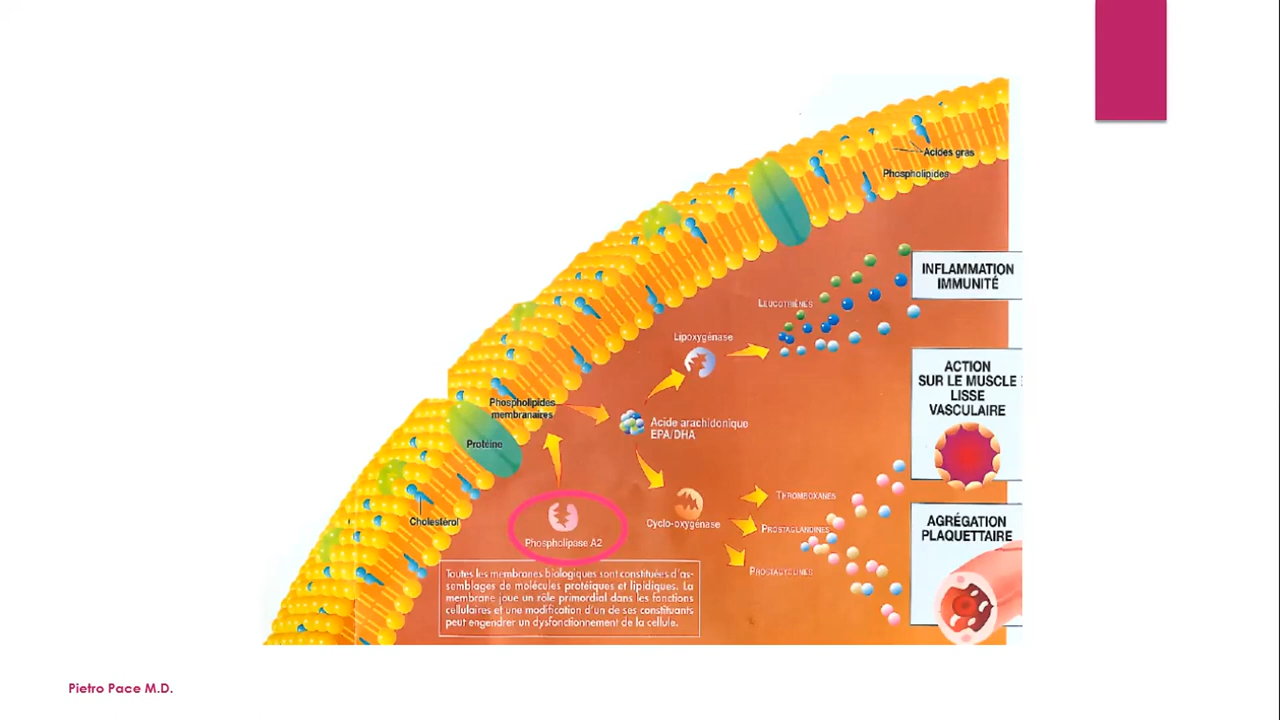 Acides gras
Phospholipides
INFLAMMATION
IMMUNITÉ
LEUCOTRIÈNES
Lipoxygénase
ACTION
SUR LE MUSCLE
LISSE
VASCULAIRE
Phospholipides
membranaires
Acide arachidonique
EPA/DHA
Protéine
THROMBOXANES
Cholestérol
Cyclo-oxygénase
PROSTAGLANDINES
AGRÉGATION
PLAQUETTAIRE
Phospholipase A2
PROSTACYCLINES
Toutes les membranes biologiques sont constituées d'as-
semblages de molécules protéiques et lipidiques. La
membrane joue un rôle primordial dans les fonctions
cellulaires et une modification d'un de ses constituants
peut engendrer un dysfonctionnement de la cellule.
Pietro Pace M.D.